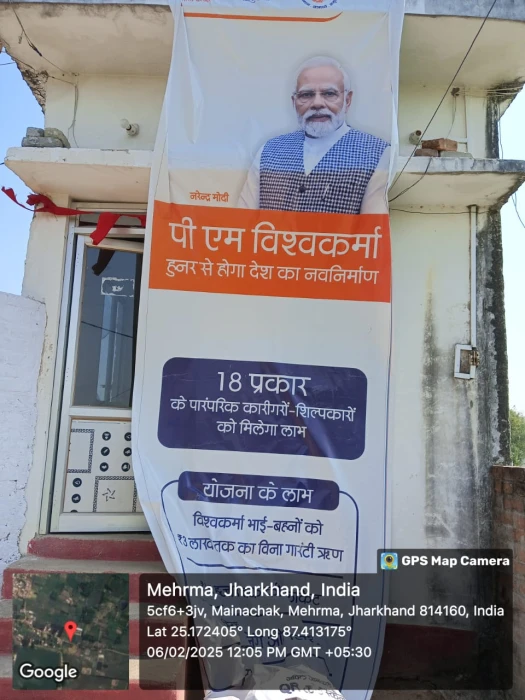 नरेन्द्र मोदी
पी एम विश्वकर्मा
हुनर से होगा देश का नवनिर्माण
18 प्रकार
के पारंपरिक कारीगरों-शिल्पकारों
को मिलेगा लाभ
योजना के लाभ
विश्वकर्मा भाई-बहनों को
₹3 लाख तक का बिना गारंटी ऋण
GPS Map Camera
Mehrma, Jharkhand, India
5cf6+3jv, Mainachak, Mehrma, Jharkhand 814160, India
Lat 25.172405° Long 87.413175°
06/02/2025 12:05 PM GMT +05:30
Google